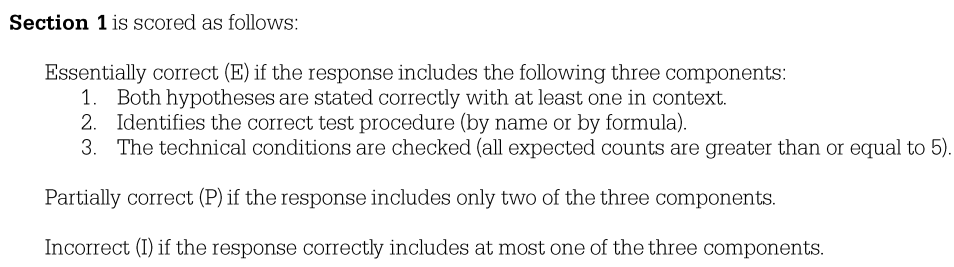 Section 1 is scored as follows:
Essentially correct (E) if the response includes the following three components:
1. Both hypotheses are stated correctly with at least one in context.
2. Identifies the correct test procedure (by name or by formula).
3. The technical conditions are checked (all expected counts are greater than or equal to 5).
Partially correct (P) if the response includes only two of the three components.
Incorrect (I) if the response correctly includes at most one of the three components.